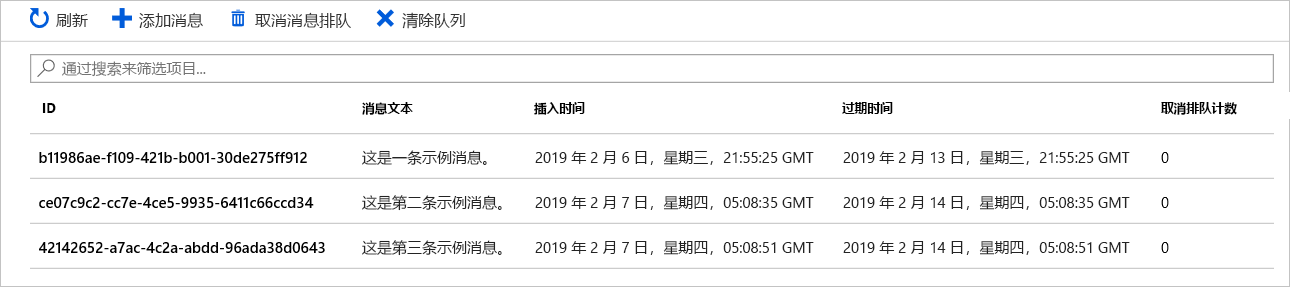 刷新 添加消息 取消消息排队 清除队列
通过搜索来筛选项目...
ID 消息文本 插入时间 过期时间 取消排队计数
b11986ae-f109-421b-b001-30de275ff912 这是一条示例消息。 2019 年 2 月 6 日，星期三，21:55:25 GMT 2019 年 2 月 13 日，星期三，21:55:25 GMT 0
ce07c9c2-cc7e-4ce5-9935-6411c66ccd34 这是第二条示例消息。 2019 年 2 月 7 日，星期四，05:08:35 GMT 2019 年 2 月 14 日，星期四，05:08:35 GMT 0
42142652-a7ac-4c2a-abdd-96ada38d0643 这是第三条示例消息。 2019 年 2 月 7 日，星期四，05:08:51 GMT 2019 年 2 月 14 日，星期四，05:08:51 GMT 0